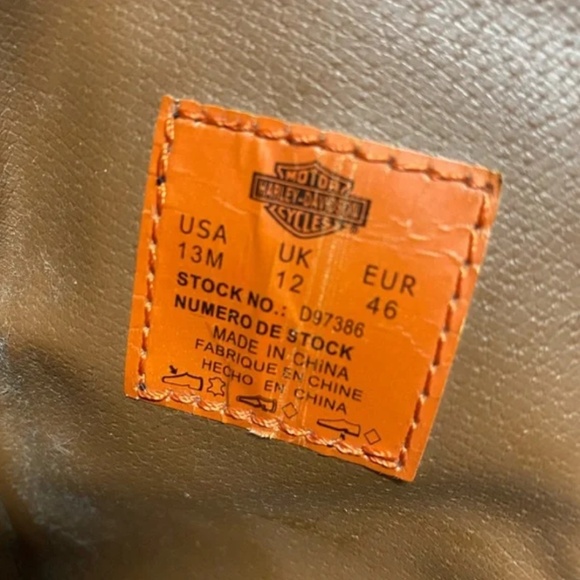 MOTOR
HARLEY-DAVIDSON
CYCLES
USA UK EUR
13M 12 46
STOCK NO.: D97386
NUMERO DE STOCK
MADE IN CHINA
FABRIQUE EN CHINE
HECHO EN CHINA